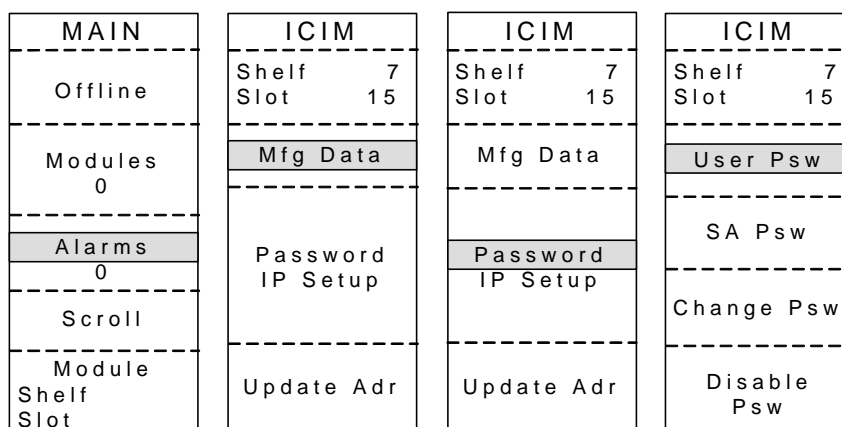 MAIN
Offline
Modules
0
Alarms
0
Scroll
Module
Shelf
Slot
ICIM
Shelf 7
Slot 15
Mfg Data
Password
IP Setup
Update Adr
ICIM
Shelf 7
Slot 15
Mfg Data
Password
IP Setup
Update Adr
ICIM
Shelf 7
Slot 15
User Psw
SA Psw
Change Psw
Disable
Psw